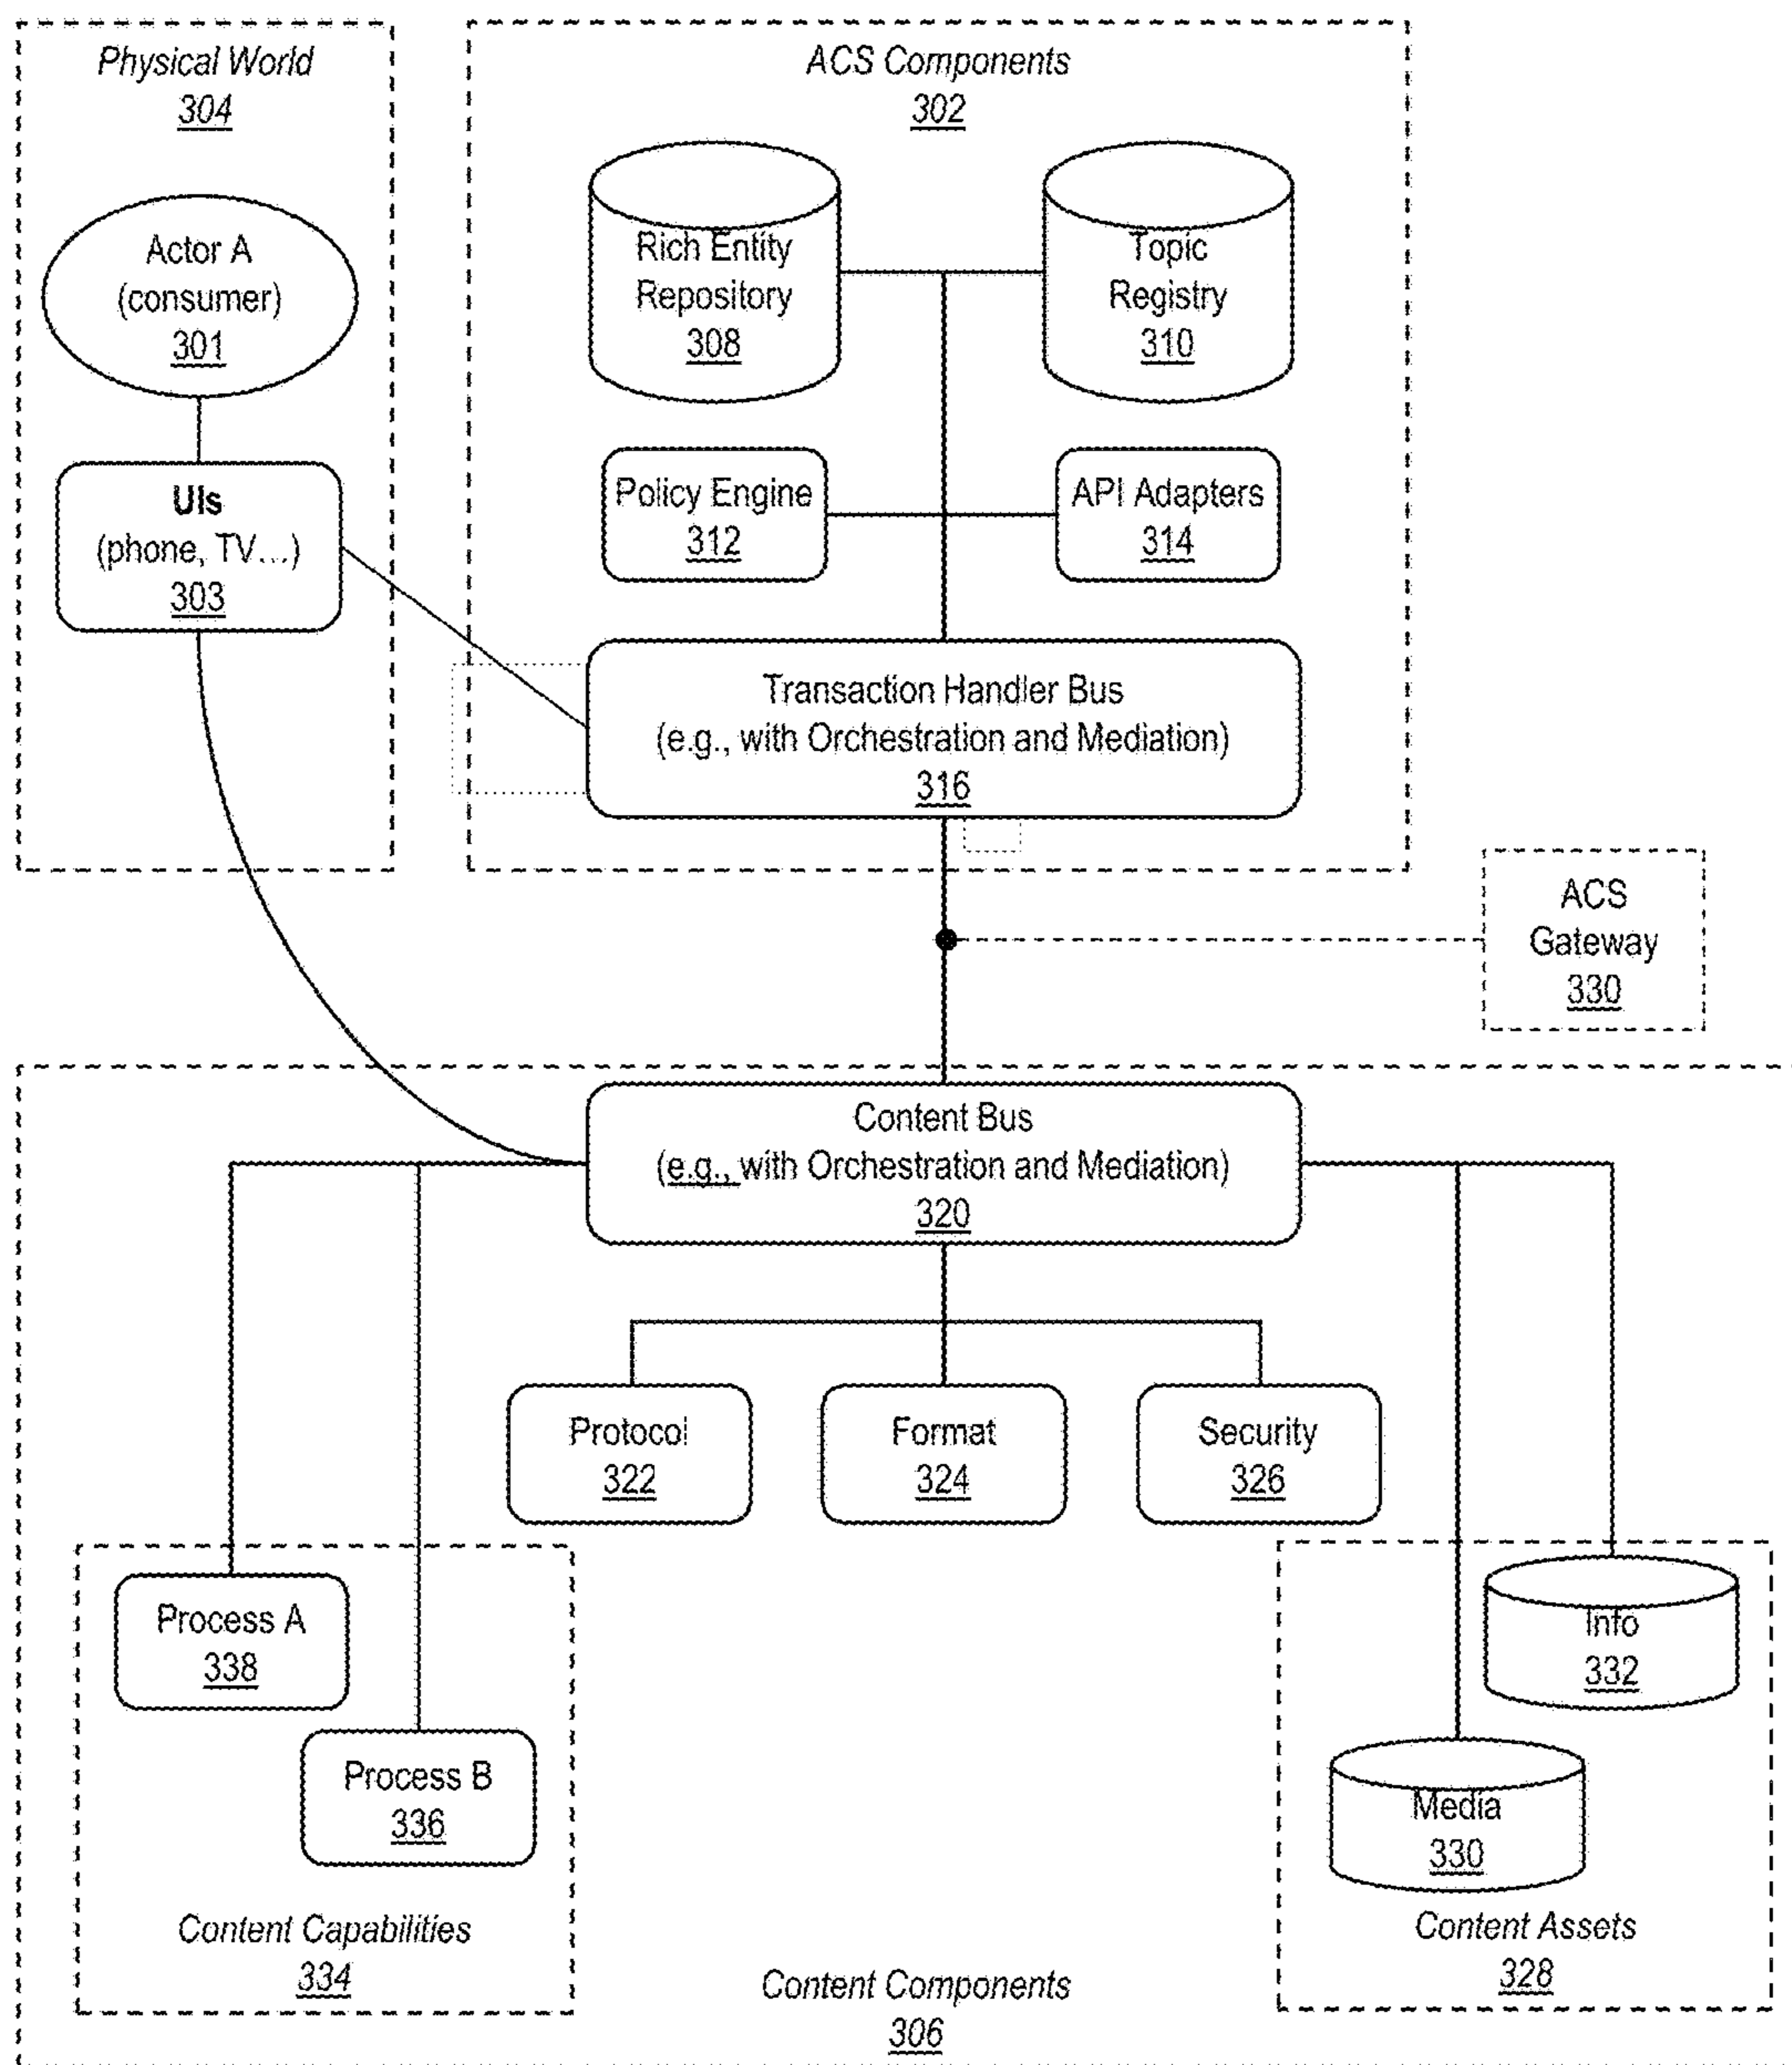 Physical World
304
ACS Components
302
Actor A
(consumer)
301
UIs
(phone, TV...)
303
Rich Entity
Repository
308
Topic
Registry
310
Policy Engine
312
API Adapters
314
Transaction Handler Bus
(e.g., with Orchestration and Mediation)
316
ACS
Gateway
330
Content Bus
(e.g., with Orchestration and Mediation)
320
Protocol
322
Format
324
Security
326
Process A
338
Process B
336
Content Capabilities
334
Info
332
Media
330
Content Assets
328
Content Components
306